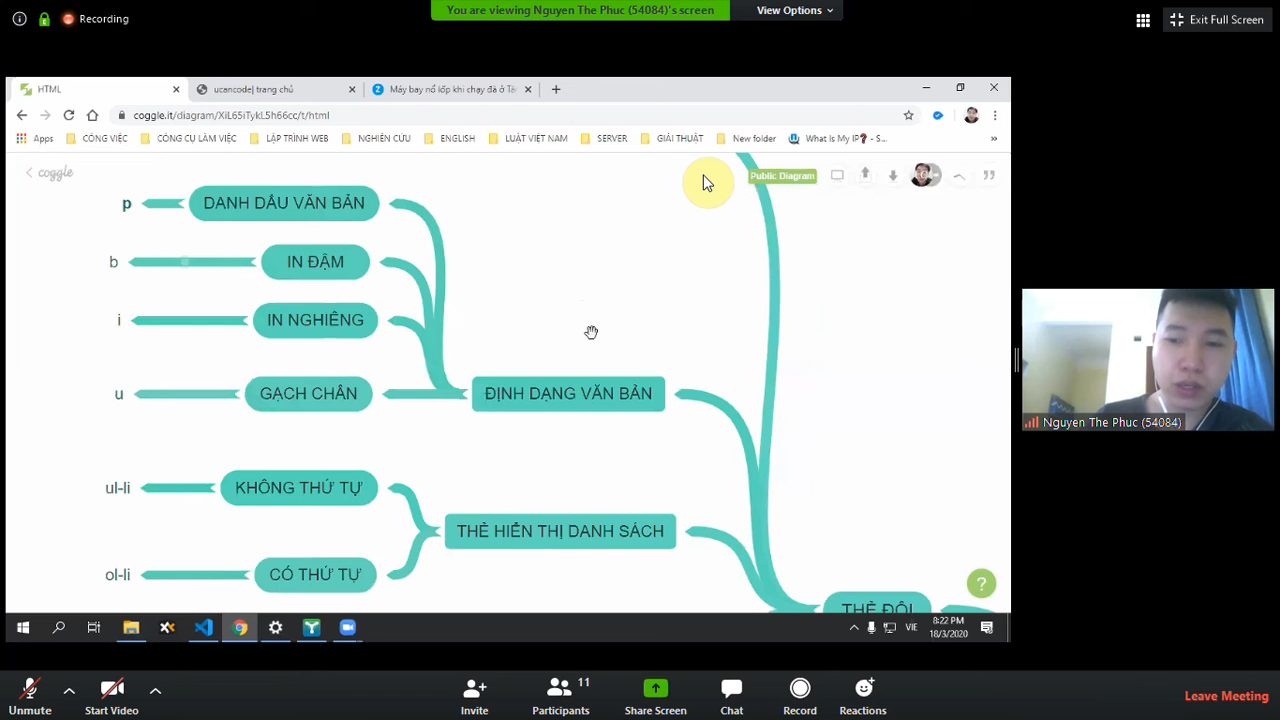 Recording
You are viewing Nguyen The Phuc (54084)'s screen
View Options
Exit Full Screen
HTML
ucancode| trang chủ
Máy bay nổ lốp khi chạy đà ở Tâ
coggle.it/diagram/XiL65iTykL5h66cc/t/html
Apps
CÔNG VIỆC
CÔNG CỤ LÀM VIỆC
LẬP TRÌNH WEB
NGHIÊN CỨU
ENGLISH
LUẬT VIỆT NAM
SERVER
GIẢI THUẬT
New folder
What Is My IP? - S...
coggle
Public Diagram
p
DANH DẤU VĂN BẢN
b
IN ĐẬM
i
IN NGHIÊNG
u
GẠCH CHÂN
ĐỊNH DẠNG VĂN BẢN
ul-li
KHÔNG THỨ TỰ
THẺ HIỂN THỊ DANH SÁCH
ol-li
CÓ THỨ TỰ
THẺ ĐÔI
?
Nguyen The Phuc (54084)
VIE
8:22 PM
18/3/2020
Unmute
Start Video
Invite
Participants
11
Share Screen
Chat
Record
Reactions
Leave Meeting